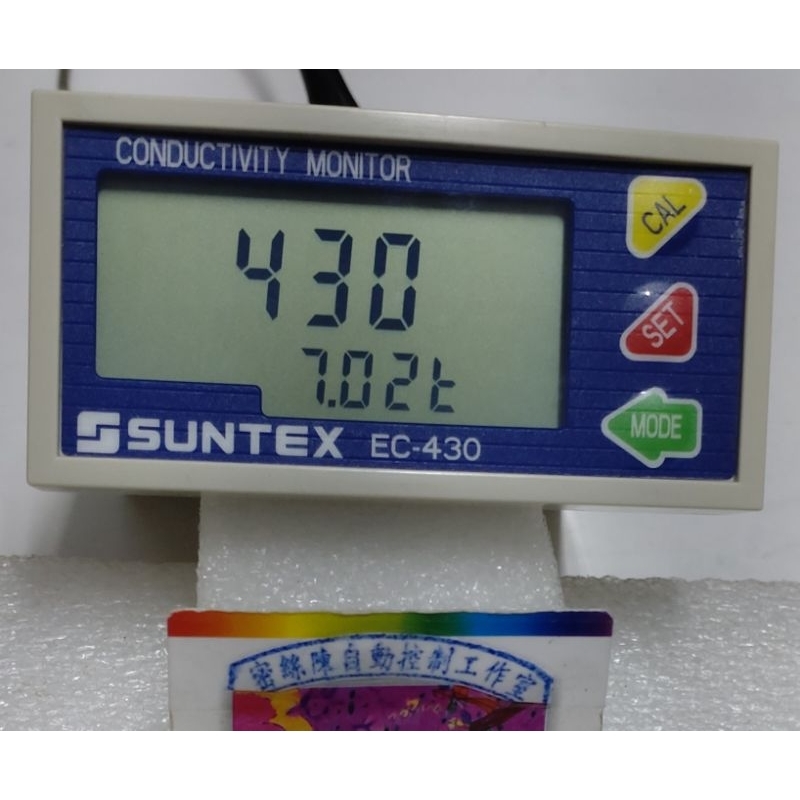 CONDUCTIVITY MONITOR
430
7.02t
SUNTEX EC-430
CAL
SET
MODE
密絲陳自動控制工作室